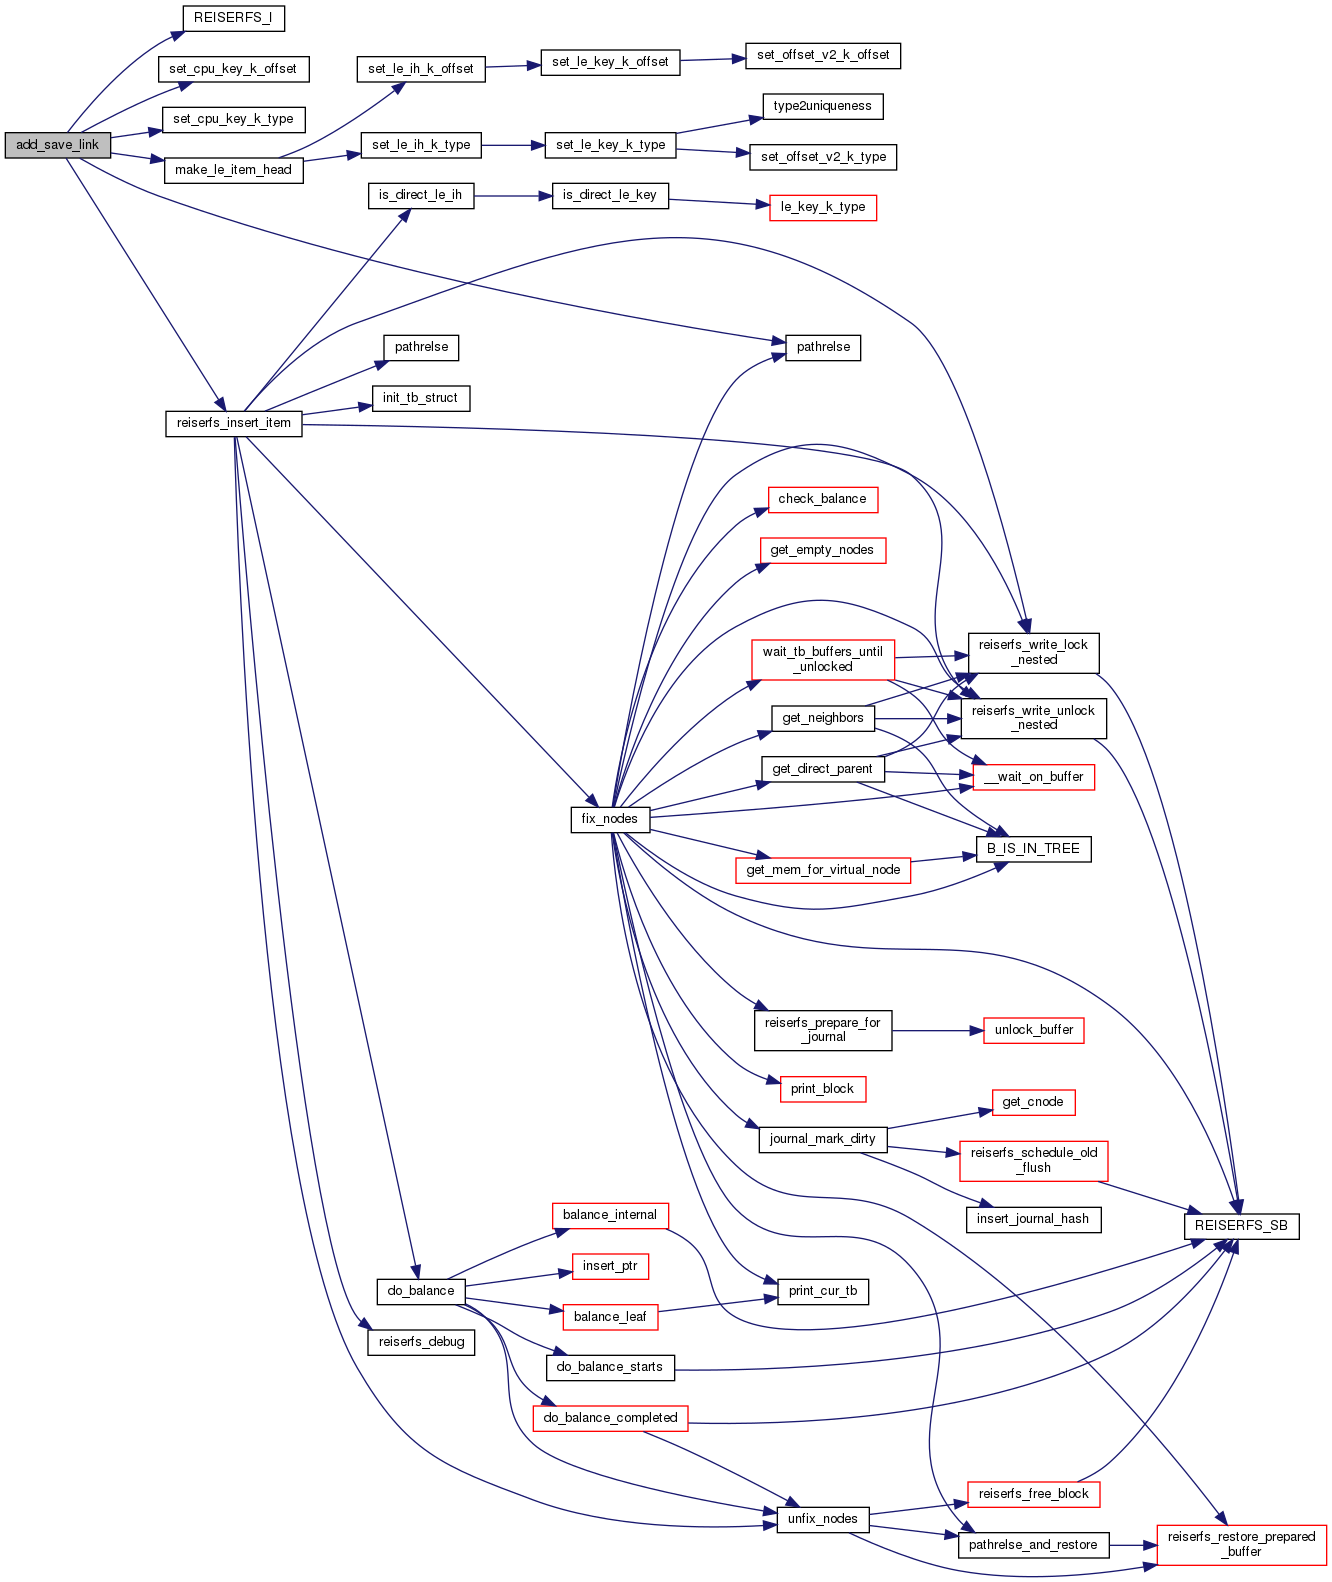 REISERFS_I
set_cpu_key_k_offset
set_cpu_key_k_type
add_save_link
make_le_item_head
set_le_ih_k_offset
set_le_key_k_offset
set_offset_v2_k_offset
set_le_ih_k_type
set_le_key_k_type
type2uniqueness
set_offset_v2_k_type
is_direct_le_ih
is_direct_le_key
le_key_k_type
pathrelse
pathrelse
init_tb_struct
reiserfs_insert_item
check_balance
get_empty_nodes
wait_tb_buffers_until
_unlocked
reiserfs_write_lock
_nested
get_neighbors
reiserfs_write_unlock
_nested
get_direct_parent
__wait_on_buffer
fix_nodes
B_IS_IN_TREE
get_mem_for_virtual_node
reiserfs_prepare_for
_journal
unlock_buffer
print_block
get_cnode
journal_mark_dirty
reiserfs_schedule_old
_flush
insert_journal_hash
REISERFS_SB
balance_internal
insert_ptr
do_balance
print_cur_tb
balance_leaf
reiserfs_debug
do_balance_starts
do_balance_completed
reiserfs_free_block
unfix_nodes
pathrelse_and_restore
reiserfs_restore_prepared
_buffer